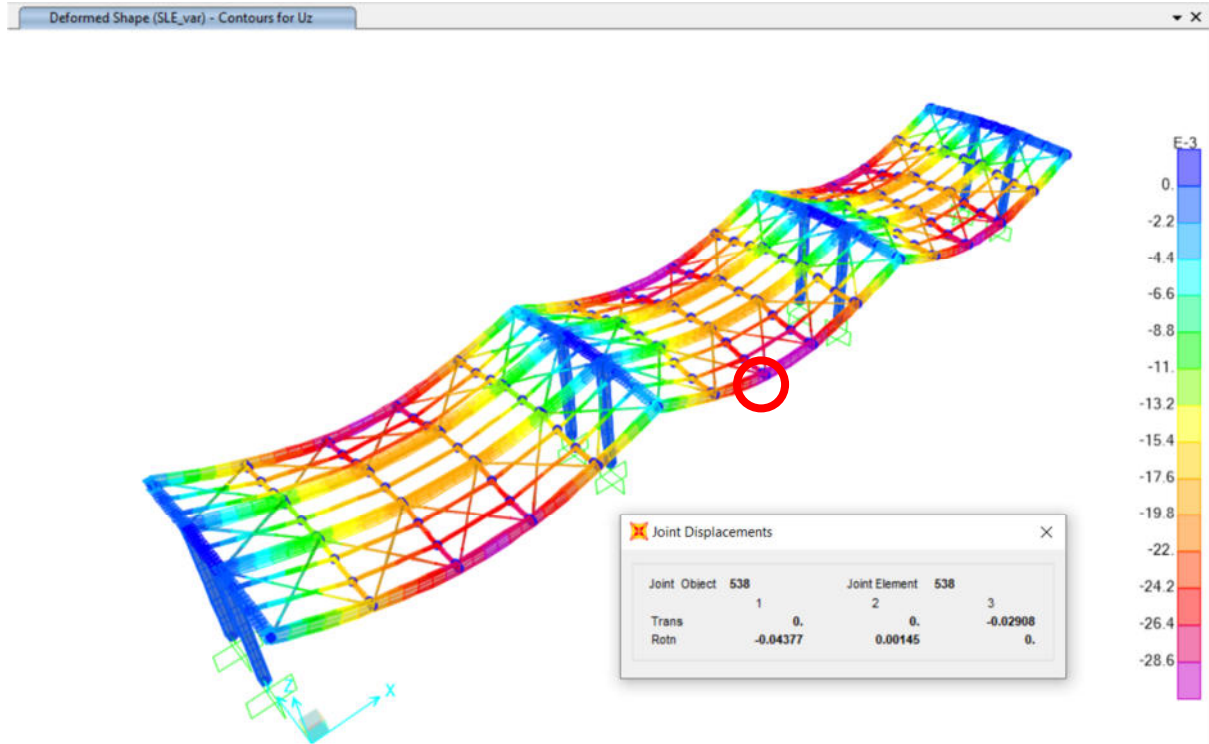 Deformed Shape (SLE_var) - Contours for Uz
E-3
0.
-2.2
-4.4
-6.6
-8.8
-11.
-13.2
-15.4
-17.6
-19.8
-22.
-24.2
-26.4
-28.6
Joint Displacements
Joint Object 538 Joint Element 538
1 2 3
Trans 0. 0. -0.02908
Rotn -0.04377 0.00145 0.
Z
X